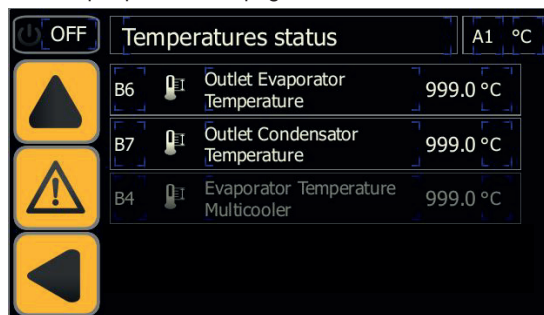 OFF Temperatures status A1 °C
B6 Outlet Evaporator Temperature 999.0 °C
B7 Outlet Condensator Temperature 999.0 °C
B4 Evaporator Temperature Multicooler 999.0 °C